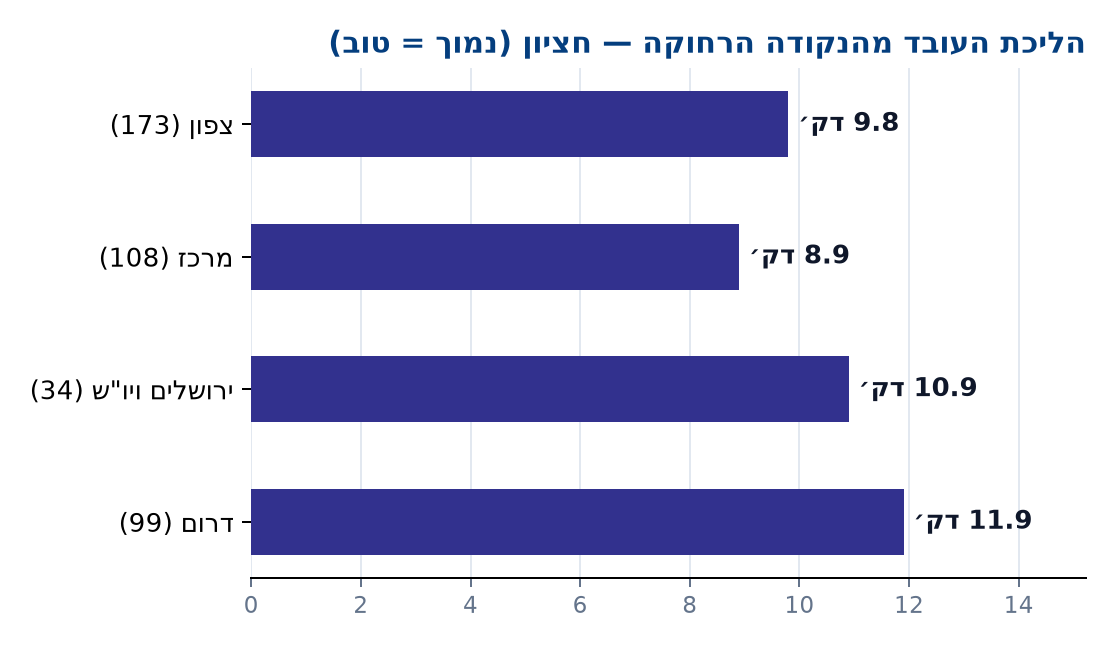 הליכת העובד מהנקודה הרחוקה — חציון (נמוך = טוב)
צפון (173)
9.8 דק׳
מרכז (108)
8.9 דק׳
ירושלים ויו"ש (34)
10.9 דק׳
דרום (99)
11.9 דק׳
0 2 4 6 8 10 12 14